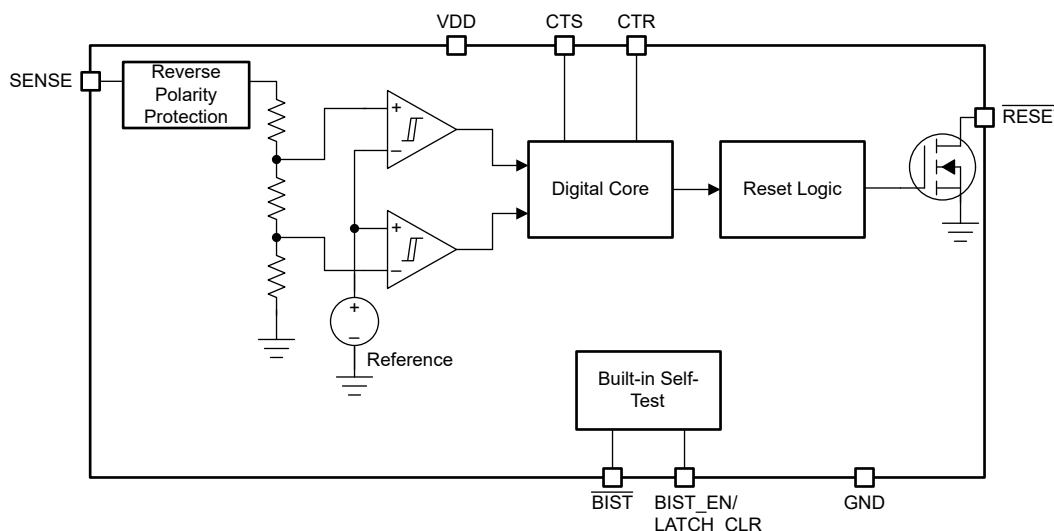 VDD
CTS
CTR
SENSE
Reverse
Polarity
Protection
RESET
+
–
+
–
Digital Core
Reset Logic
+
–
Reference
Built-in Self-
Test
BIST
BIST_EN/
LATCH_CLR
GND